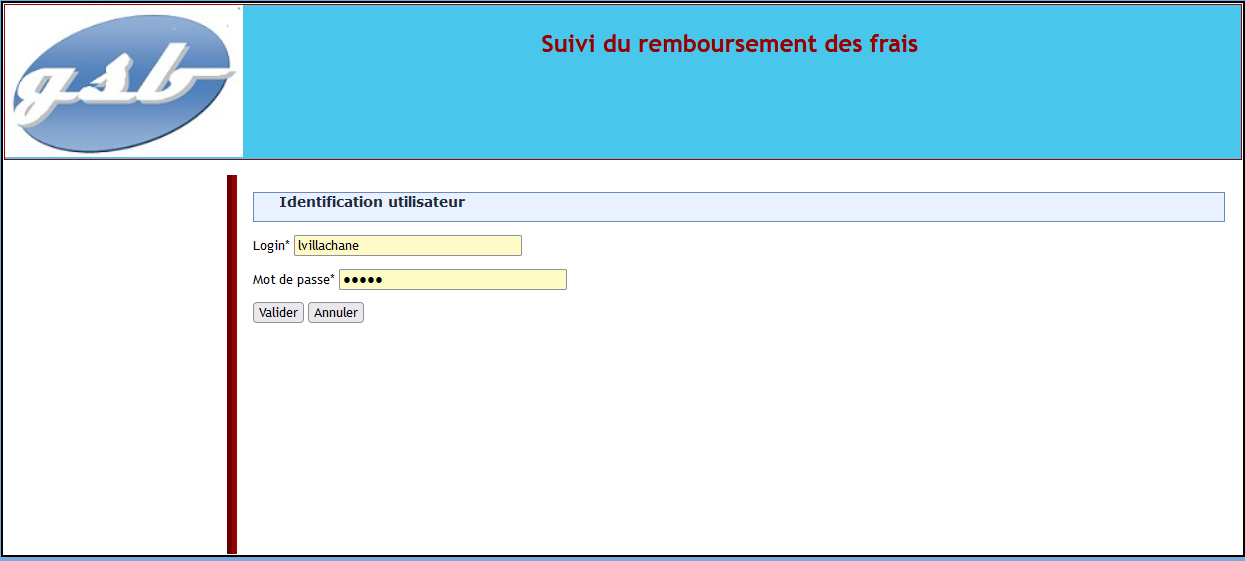 gsb
Suivi du remboursement des frais
Identification utilisateur
Login* lvillachane
Mot de passe* •••••
Valider Annuler